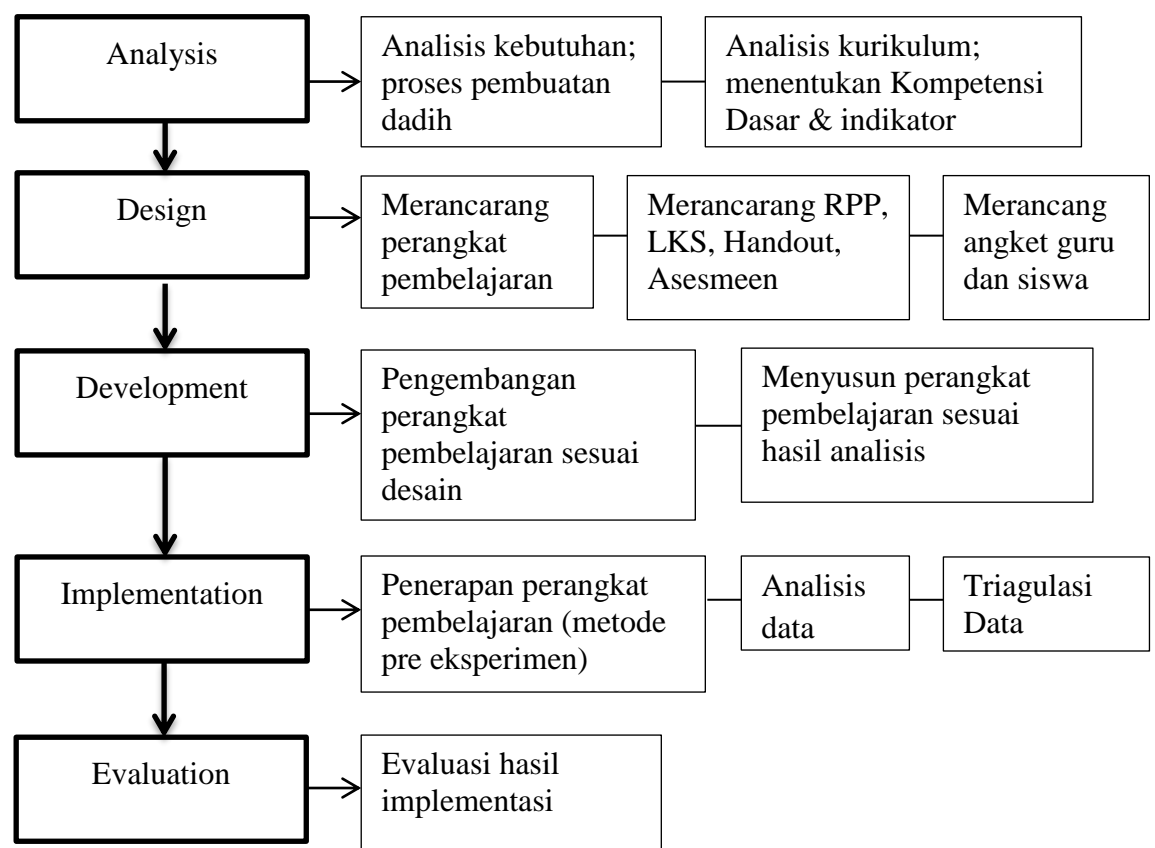 Analysis
Analisis kebutuhan;
proses pembuatan
dadih
Analisis kurikulum;
menentukan Kompetensi
Dasar & indikator
Design
Merancarang
perangkat
pembelajaran
Merancarang RPP,
LKS, Handout,
Asesmeen
Merancang
angket guru
dan siswa
Development
Pengembangan
perangkat
pembelajaran sesuai
desain
Menyusun perangkat
pembelajaran sesuai
hasil analisis
Implementation
Penerapan perangkat
pembelajaran (metode
pre eksperimen)
Analisis
data
Triagulasi
Data
Evaluation
Evaluasi hasil
implementasi